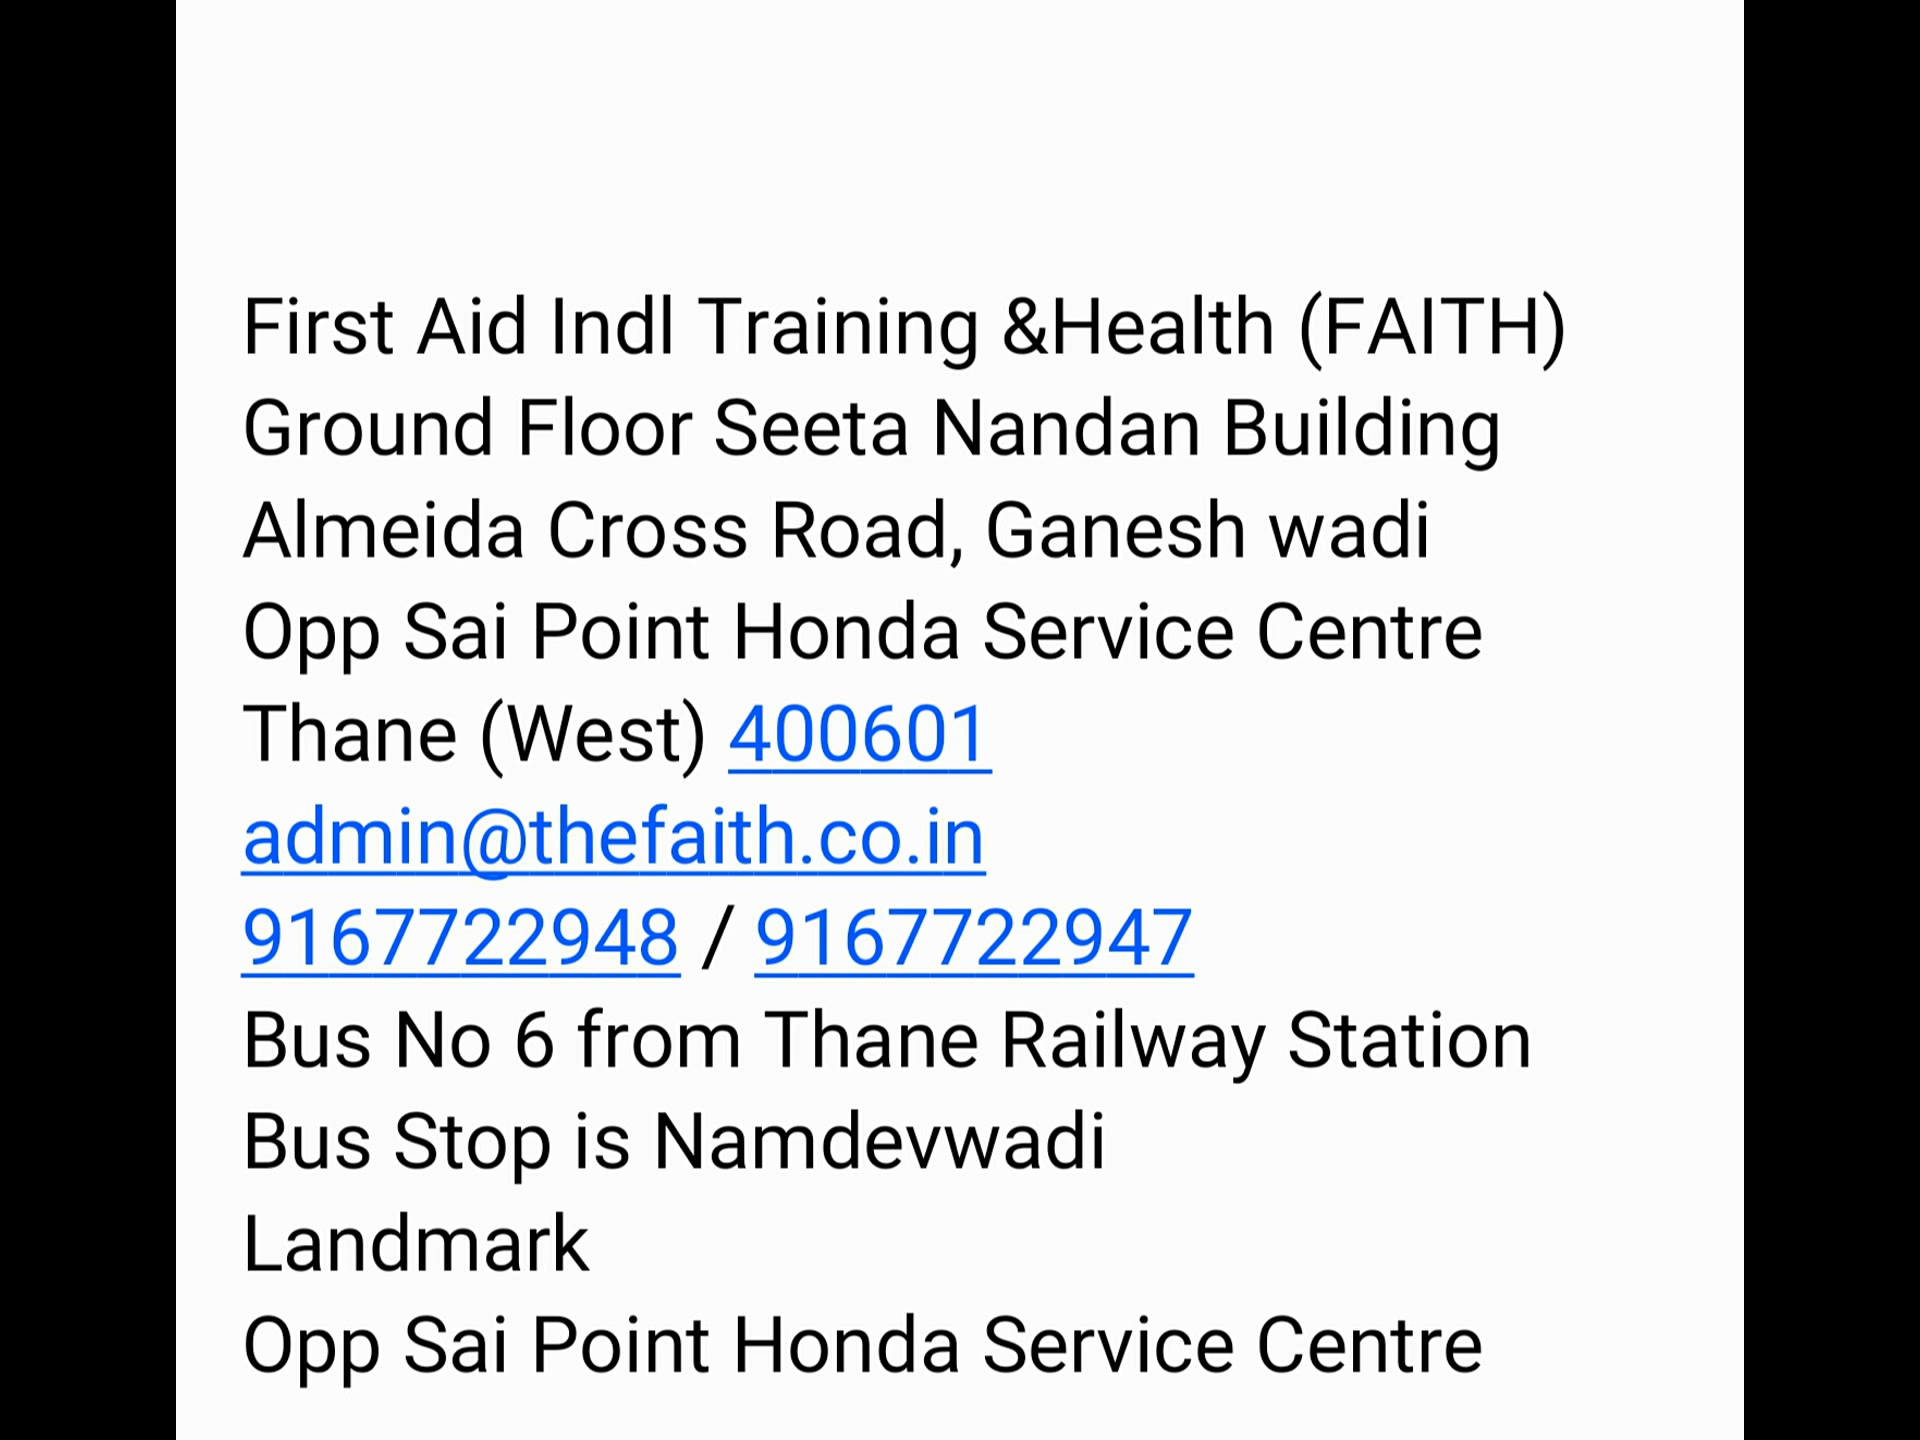 First Aid Indl Training &Health (FAITH)
Ground Floor Seeta Nandan Building
Almeida Cross Road, Ganesh wadi
Opp Sai Point Honda Service Centre
Thane (West) 400601
admin@thefaith.co.in
9167722948 / 9167722947
Bus No 6 from Thane Railway Station
Bus Stop is Namdevwadi
Landmark
Opp Sai Point Honda Service Centre